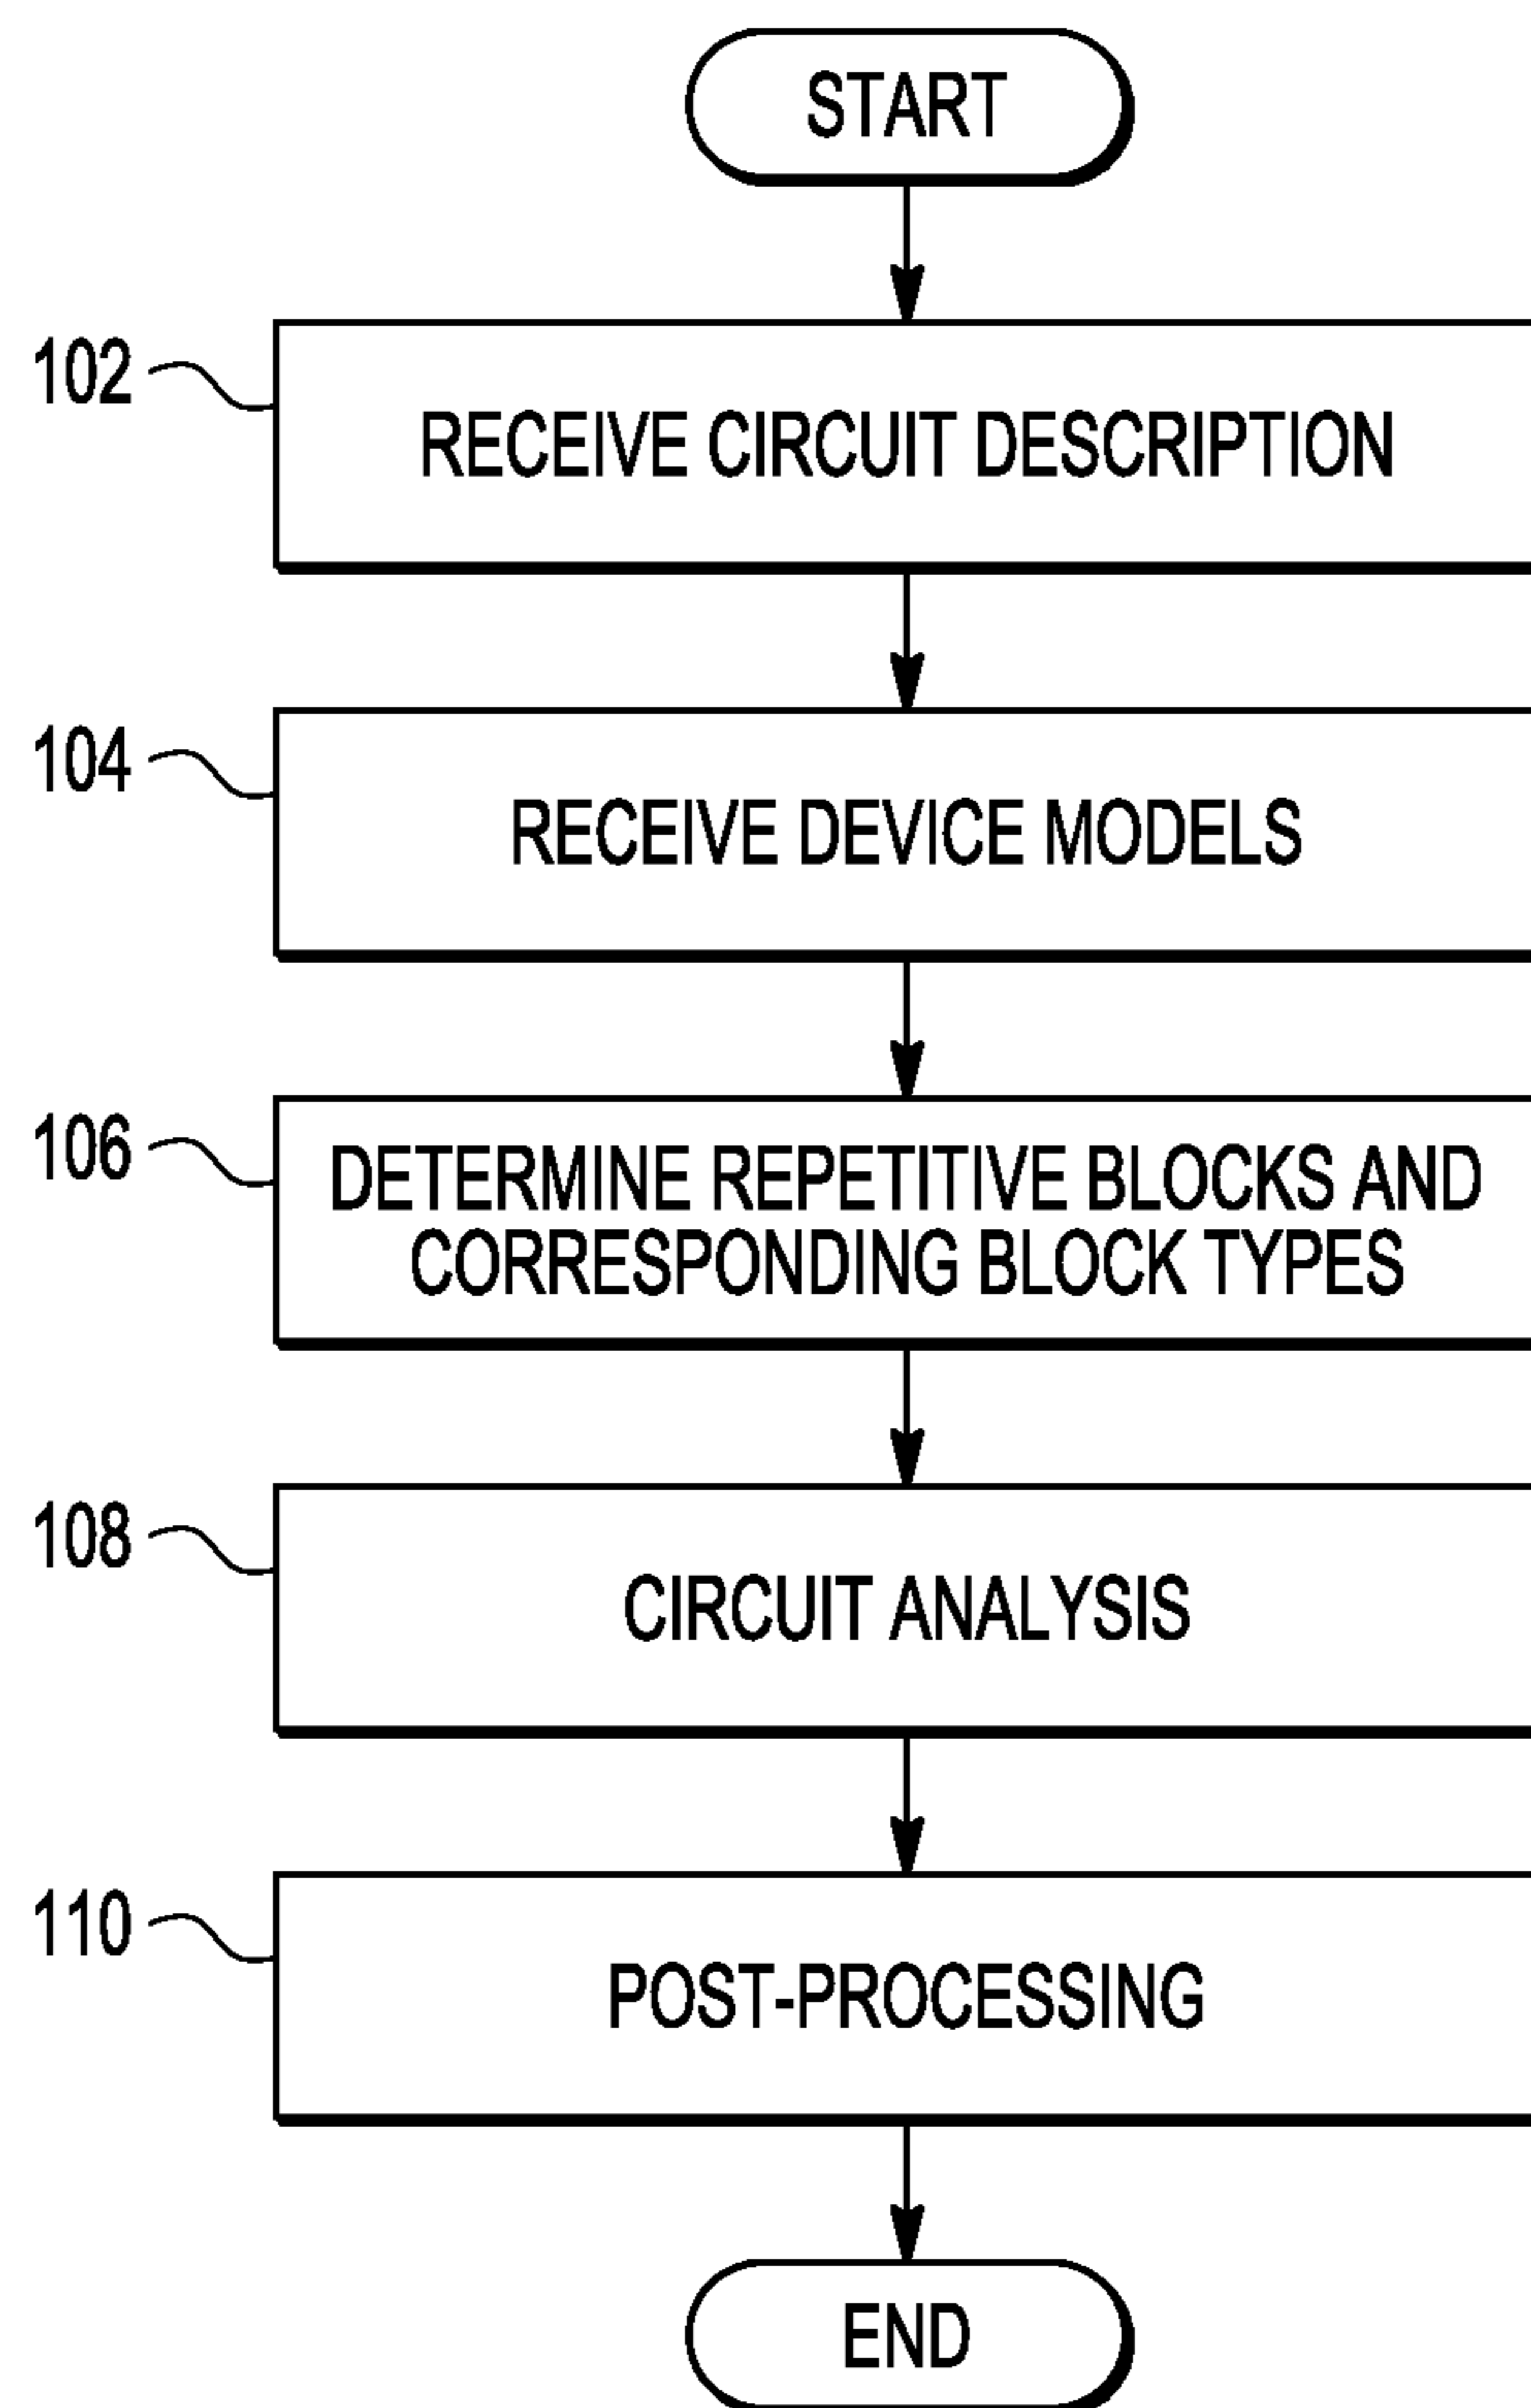 START
102
RECEIVE CIRCUIT DESCRIPTION
104
RECEIVE DEVICE MODELS
106
DETERMINE REPETITIVE BLOCKS AND
CORRESPONDING BLOCK TYPES
108
CIRCUIT ANALYSIS
110
POST-PROCESSING
END